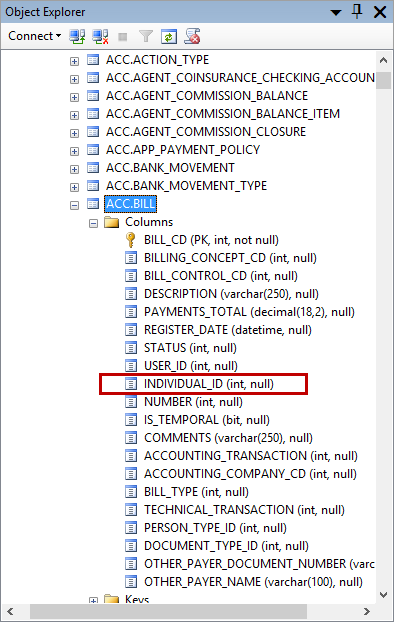 Object Explorer
Connect
ACC.ACTION_TYPE
ACC.AGENT_COINSURANCE_CHECKING_ACCOUN
ACC.AGENT_COMMISSION_BALANCE
ACC.AGENT_COMMISSION_BALANCE_ITEM
ACC.AGENT_COMMISSION_CLOSURE
ACC.APP_PAYMENT_POLICY
ACC.BANK_MOVEMENT
ACC.BANK_MOVEMENT_TYPE
ACC.BILL
Columns
BILL_CD (PK, int, not null)
BILLING_CONCEPT_CD (int, null)
BILL_CONTROL_CD (int, null)
DESCRIPTION (varchar(250), null)
PAYMENTS_TOTAL (decimal(18,2), null)
REGISTER_DATE (datetime, null)
STATUS (int, null)
USER_ID (int, null)
INDIVIDUAL_ID (int, null)
NUMBER (int, null)
IS_TEMPORAL (bit, null)
COMMENTS (varchar(250), null)
ACCOUNTING_TRANSACTION (int, null)
ACCOUNTING_COMPANY_CD (int, null)
BILL_TYPE (int, null)
TECHNICAL_TRANSACTION (int, null)
PERSON_TYPE_ID (int, null)
DOCUMENT_TYPE_ID (int, null)
OTHER_PAYER_DOCUMENT_NUMBER (varc
OTHER_PAYER_NAME (varchar(100), null)
Keys